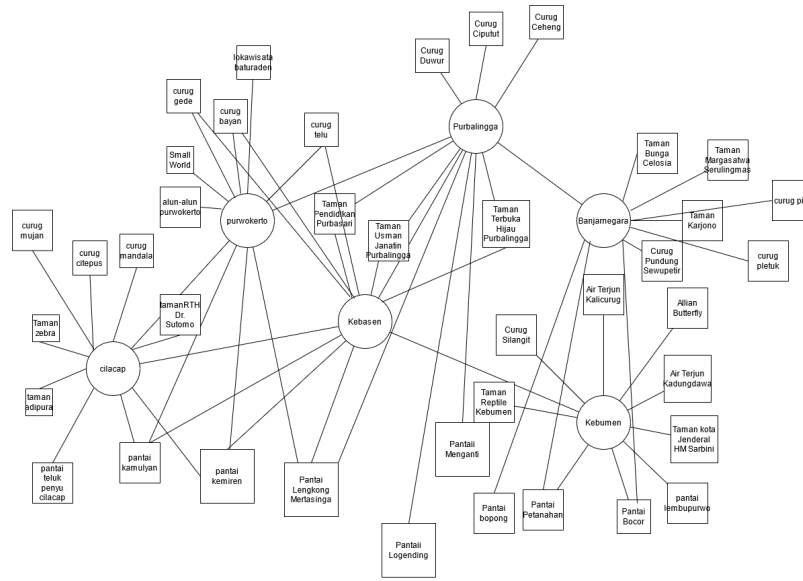 Curug
Ceheng
Curug
Ciputut
Curug
Duwur
lokawisata
baturaden
curug
gede
curug
bayan
curug
telu
Purbalingga
Small
World
Taman
Bunga
Celosia
Taman
Margasatwa
Serulingmas
alun-alun
purwokerto
purwokerto
Taman
Pendidikan
Purbasari
Taman
Usman
Janatin
Purbalingga
Taman
Terbuka
Hijau
Purbalingga
Banjarnegara
Taman
Karjono
curug pi
curug
mujan
curug
citepus
curug
mandala
Curug
Pundung
Sewupetir
curug
pletuk
Air Terjun
Kalicurug
Allian
Butterfly
Taman
zebra
tamanRTH
Dr.
Sutomo
Kebasen
Curug
Silangit
cilacap
Air Terjun
Kadungdawa
taman
adipura
Taman
Reptile
Kebumen
Kebumen
Taman kota
Jenderal
HM Sarbini
pantai
teluk
penyu
cilacap
pantai
kamulyan
pantai
kemiren
Pantai
Lengkong
Mertasinga
Pantaii
Menganti
Pantai
bopong
Pantai
Petanahan
Pantai
Bocor
pantai
lembupurwo
Pantaii
Logending